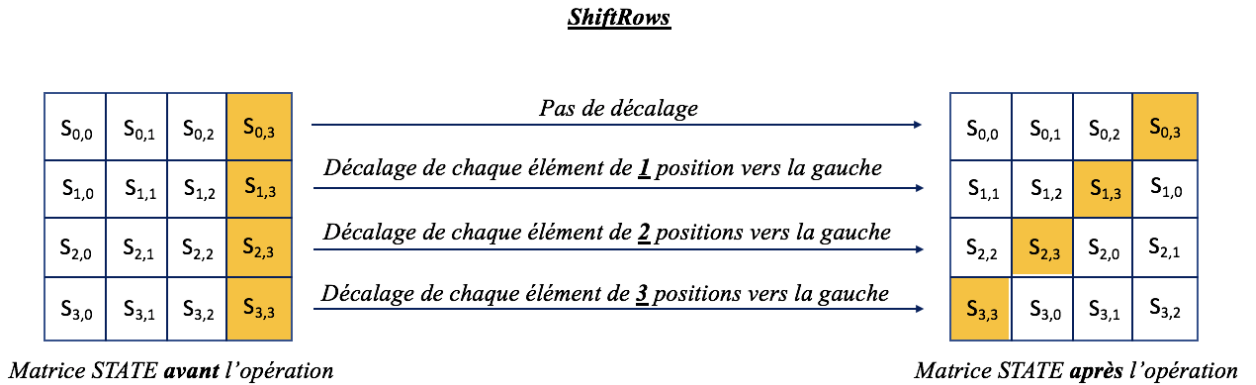 ShiftRows
S0,0 S0,1 S0,2 S0,3 Pas de décalage S0,0 S0,1 S0,2 S0,3
Décalage de chaque élément de 1 position vers la gauche
S1,0 S1,1 S1,2 S1,3 S1,1 S1,2 S1,3 S1,0
Décalage de chaque élément de 2 positions vers la gauche
S2,0 S2,1 S2,2 S2,3 S2,2 S2,3 S2,0 S2,1
Décalage de chaque élément de 3 positions vers la gauche
S3,0 S3,1 S3,2 S3,3 S3,3 S3,0 S3,1 S3,2
Matrice STATE avant l’opération
Matrice STATE après l’opération